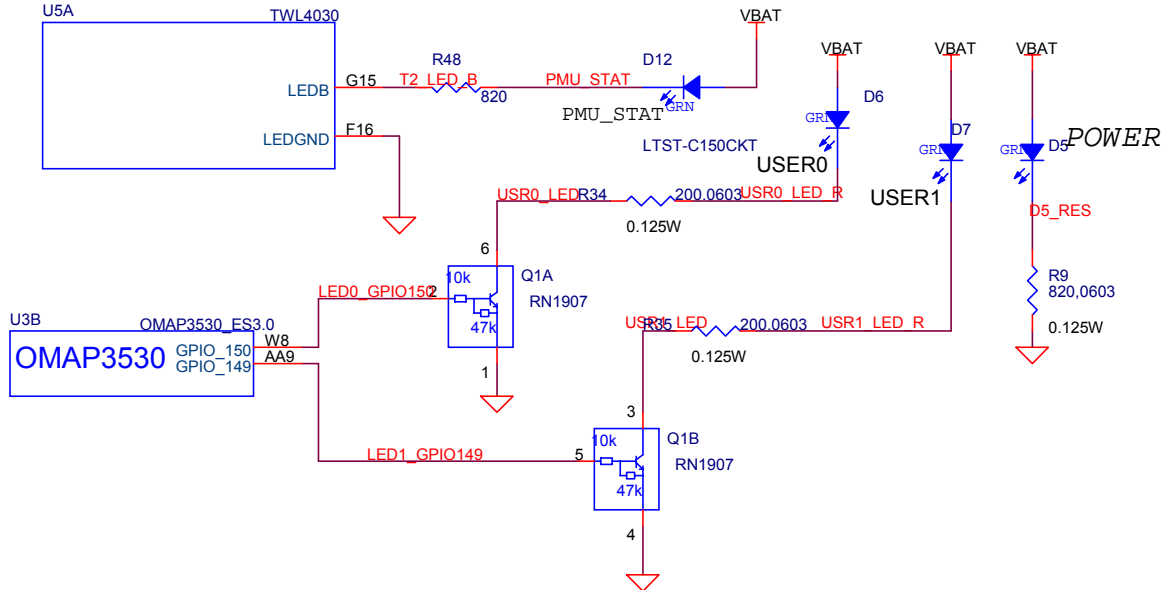 U5A
TWL4030
VBAT
R48
D12
VBAT
VBAT
VBAT
LEDB
G15
T2_LED_B
820
PMU_STAT
GRN
PMU_STAT
D6
GRN
LEDGND
F16
LTST-C150CKT
USER0
D7
GRN
USER1
D5
POWER
GRN
USR0_LED
R34
200,0603
USR0_LED_R
0.125W
D5_RES
6
Q1A
10k
RN1907
LED0_GPIO150
2
47k
1
R9
820,0603
0.125W
U3B
OMAP3530_ES3.0
OMAP3530
GPIO_150
W8
GPIO_149
AA9
USR1_LED
R35
200,0603
USR1_LED_R
0.125W
3
Q1B
10k
RN1907
LED1_GPIO149
5
47k
4